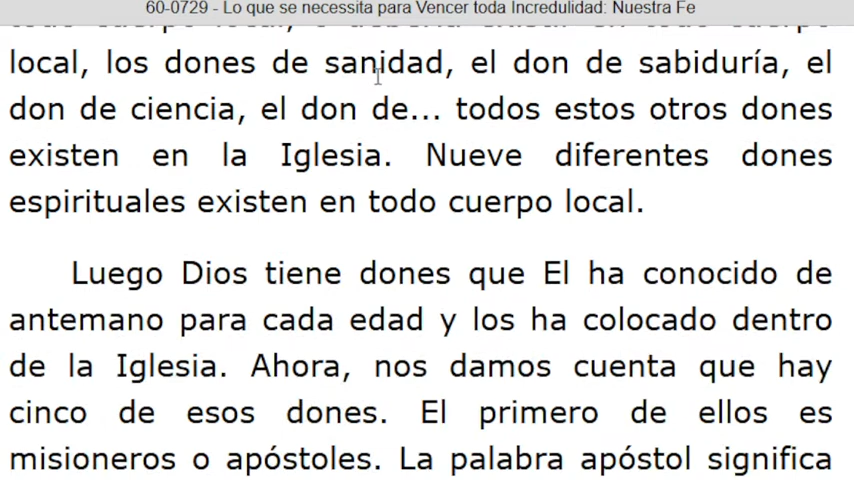 60-0729 - Lo que se necessita para Vencer toda Incredulidad: Nuestra Fe
local, los dones de sanidad, el don de sabiduría, el
don de ciencia, el don de... todos estos otros dones
existen en la Iglesia. Nueve diferentes dones
espirituales existen en todo cuerpo local.
Luego Dios tiene dones que El ha conocido de
antemano para cada edad y los ha colocado dentro
de la Iglesia. Ahora, nos damos cuenta que hay
cinco de esos dones. El primero de ellos es
misioneros o apóstoles. La palabra apóstol significa